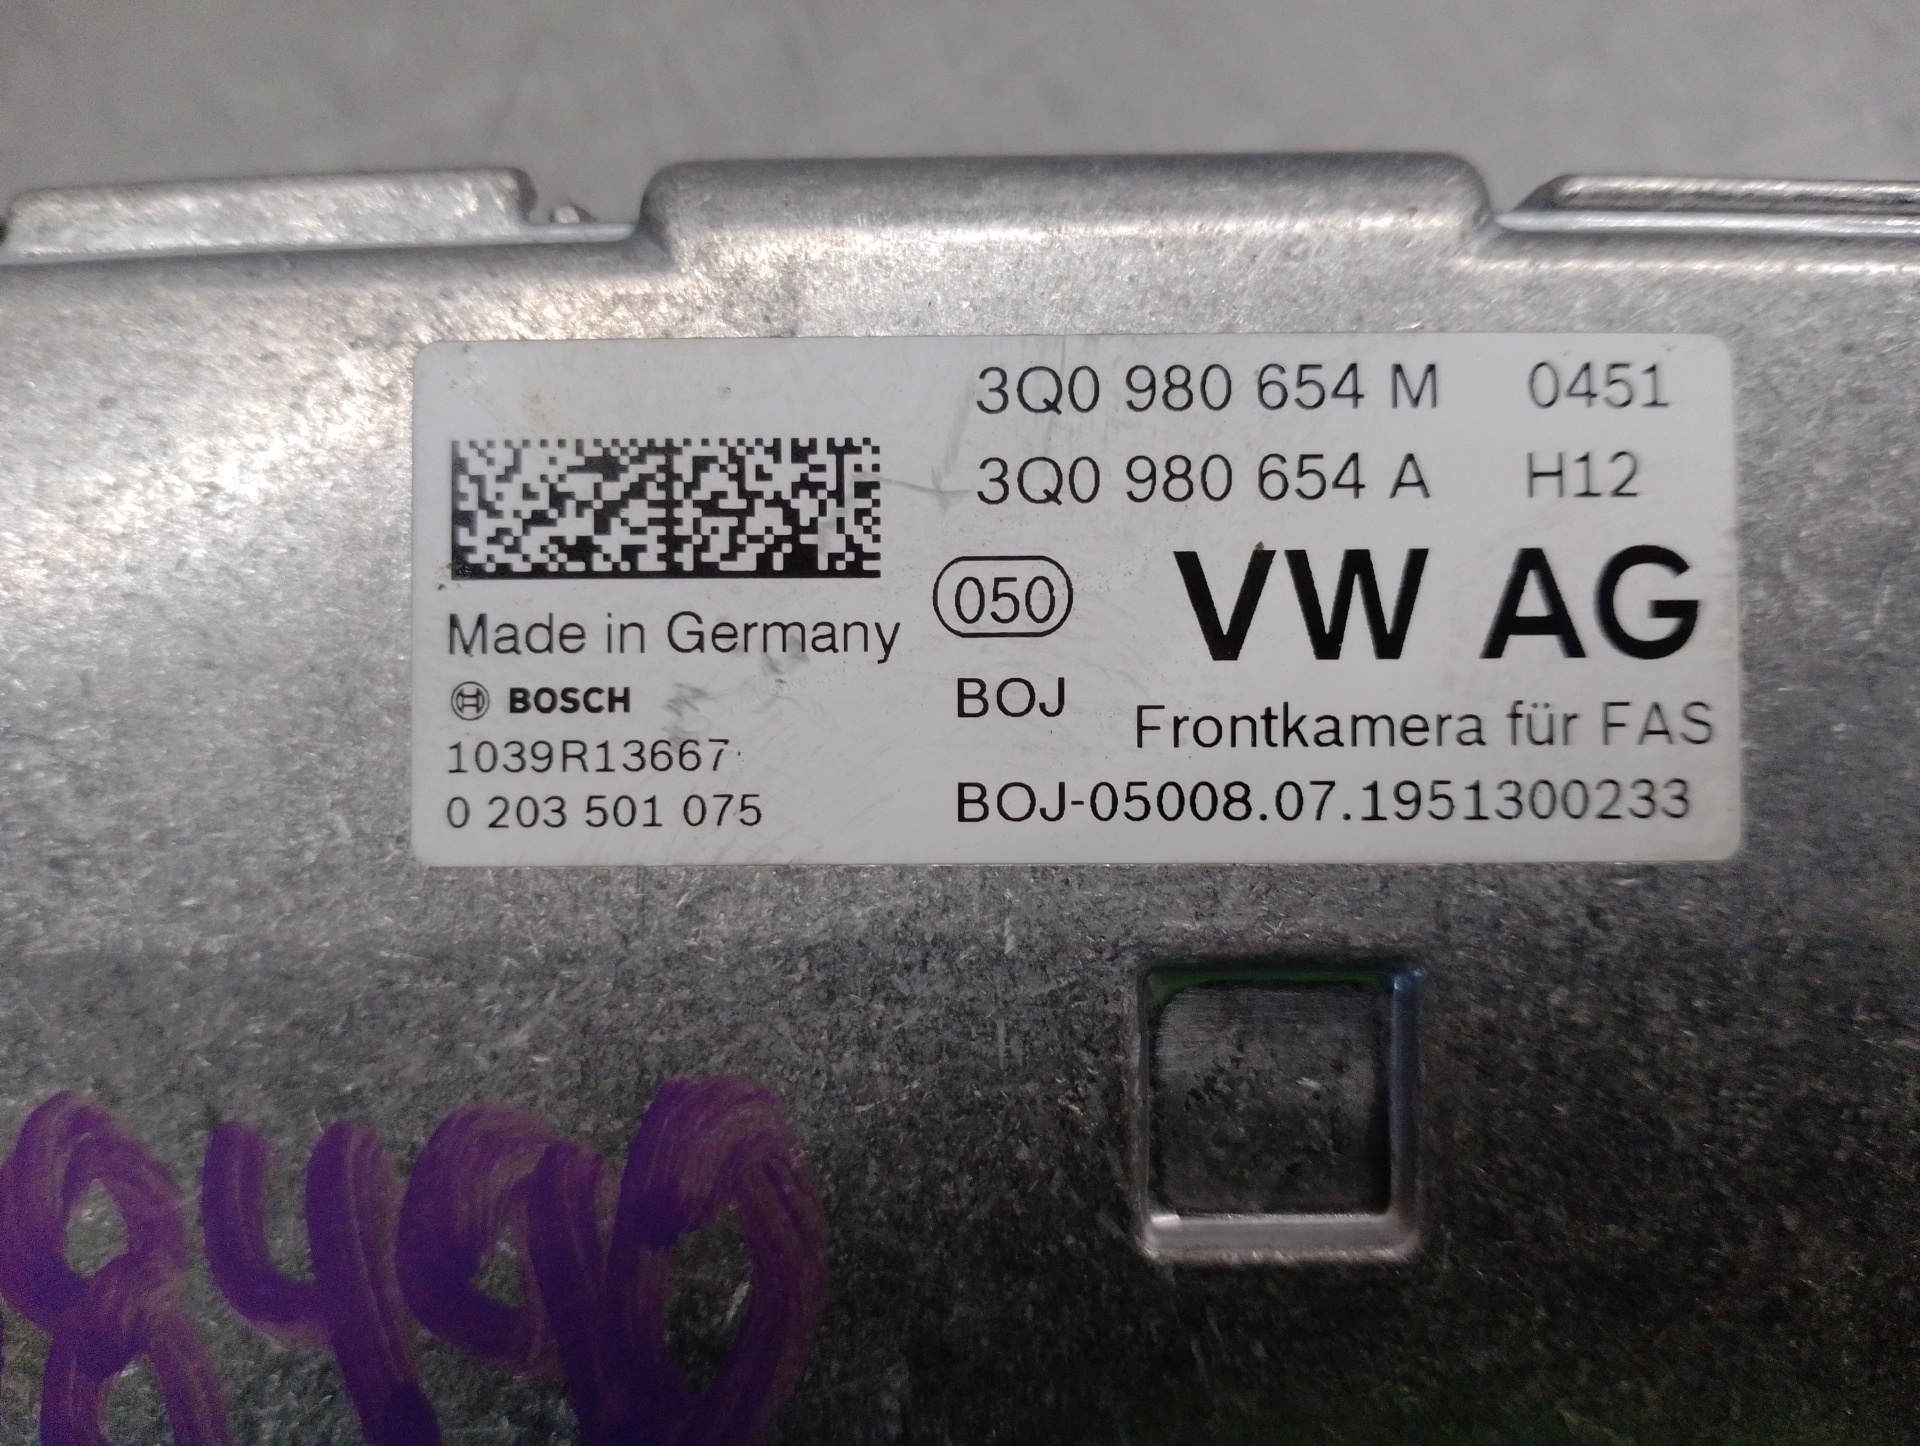 3Q0 980 654 M 0451
3Q0 980 654 A H12
050
VW AG
Made in Germany
BOSCH
BOJ
Frontkamera für FAS
1039R13667
0 203 501 075
BOJ-05008.07.1951300233